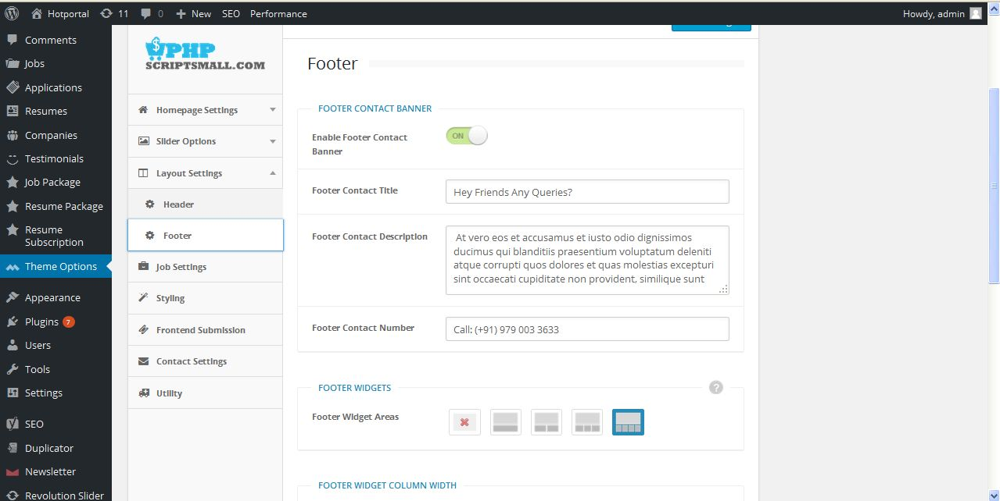 Hotportal 11 0 New SEO Performance Howdy, admin
Comments
Jobs
Applications
Resumes
Companies
Testimonials
Job Package
Resume Package
Resume
Subscription
Theme Options
Appearance
Plugins 7
Users
Tools
Settings
SEO
Duplicator
Newsletter
Revolution Slider
$ PHP
SCRIPTSMALL.COM
Homepage Settings
Slider Options
Layout Settings
Header
Footer
Job Settings
Styling
Frontend Submission
Contact Settings
Utility
Footer
FOOTER CONTACT BANNER
Enable Footer Contact
Banner
ON
Footer Contact Title
Hey Friends Any Queries?
Footer Contact Description
At vero eos et accusamus et iusto odio dignissimos
ducimus qui blanditiis praesentium voluptatum deleniti
atque corrupti quos dolores et quas molestias excepturi
sint occaecati cupiditate non provident, similique sunt
Footer Contact Number
Call: (+91) 979 003 3633
FOOTER WIDGETS
?
Footer Widget Areas
FOOTER WIDGET COLUMN WIDTH